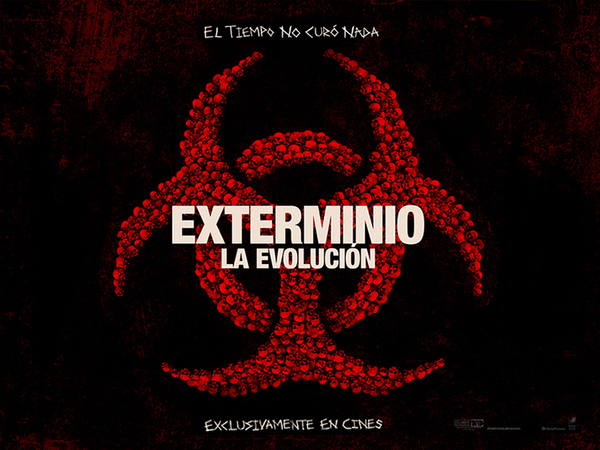 EL TIEMPO NO CURÓ NADA
EXTERMINIO
LA EVOLUCIÓN
EXCLUSIVAMENTE EN CINES